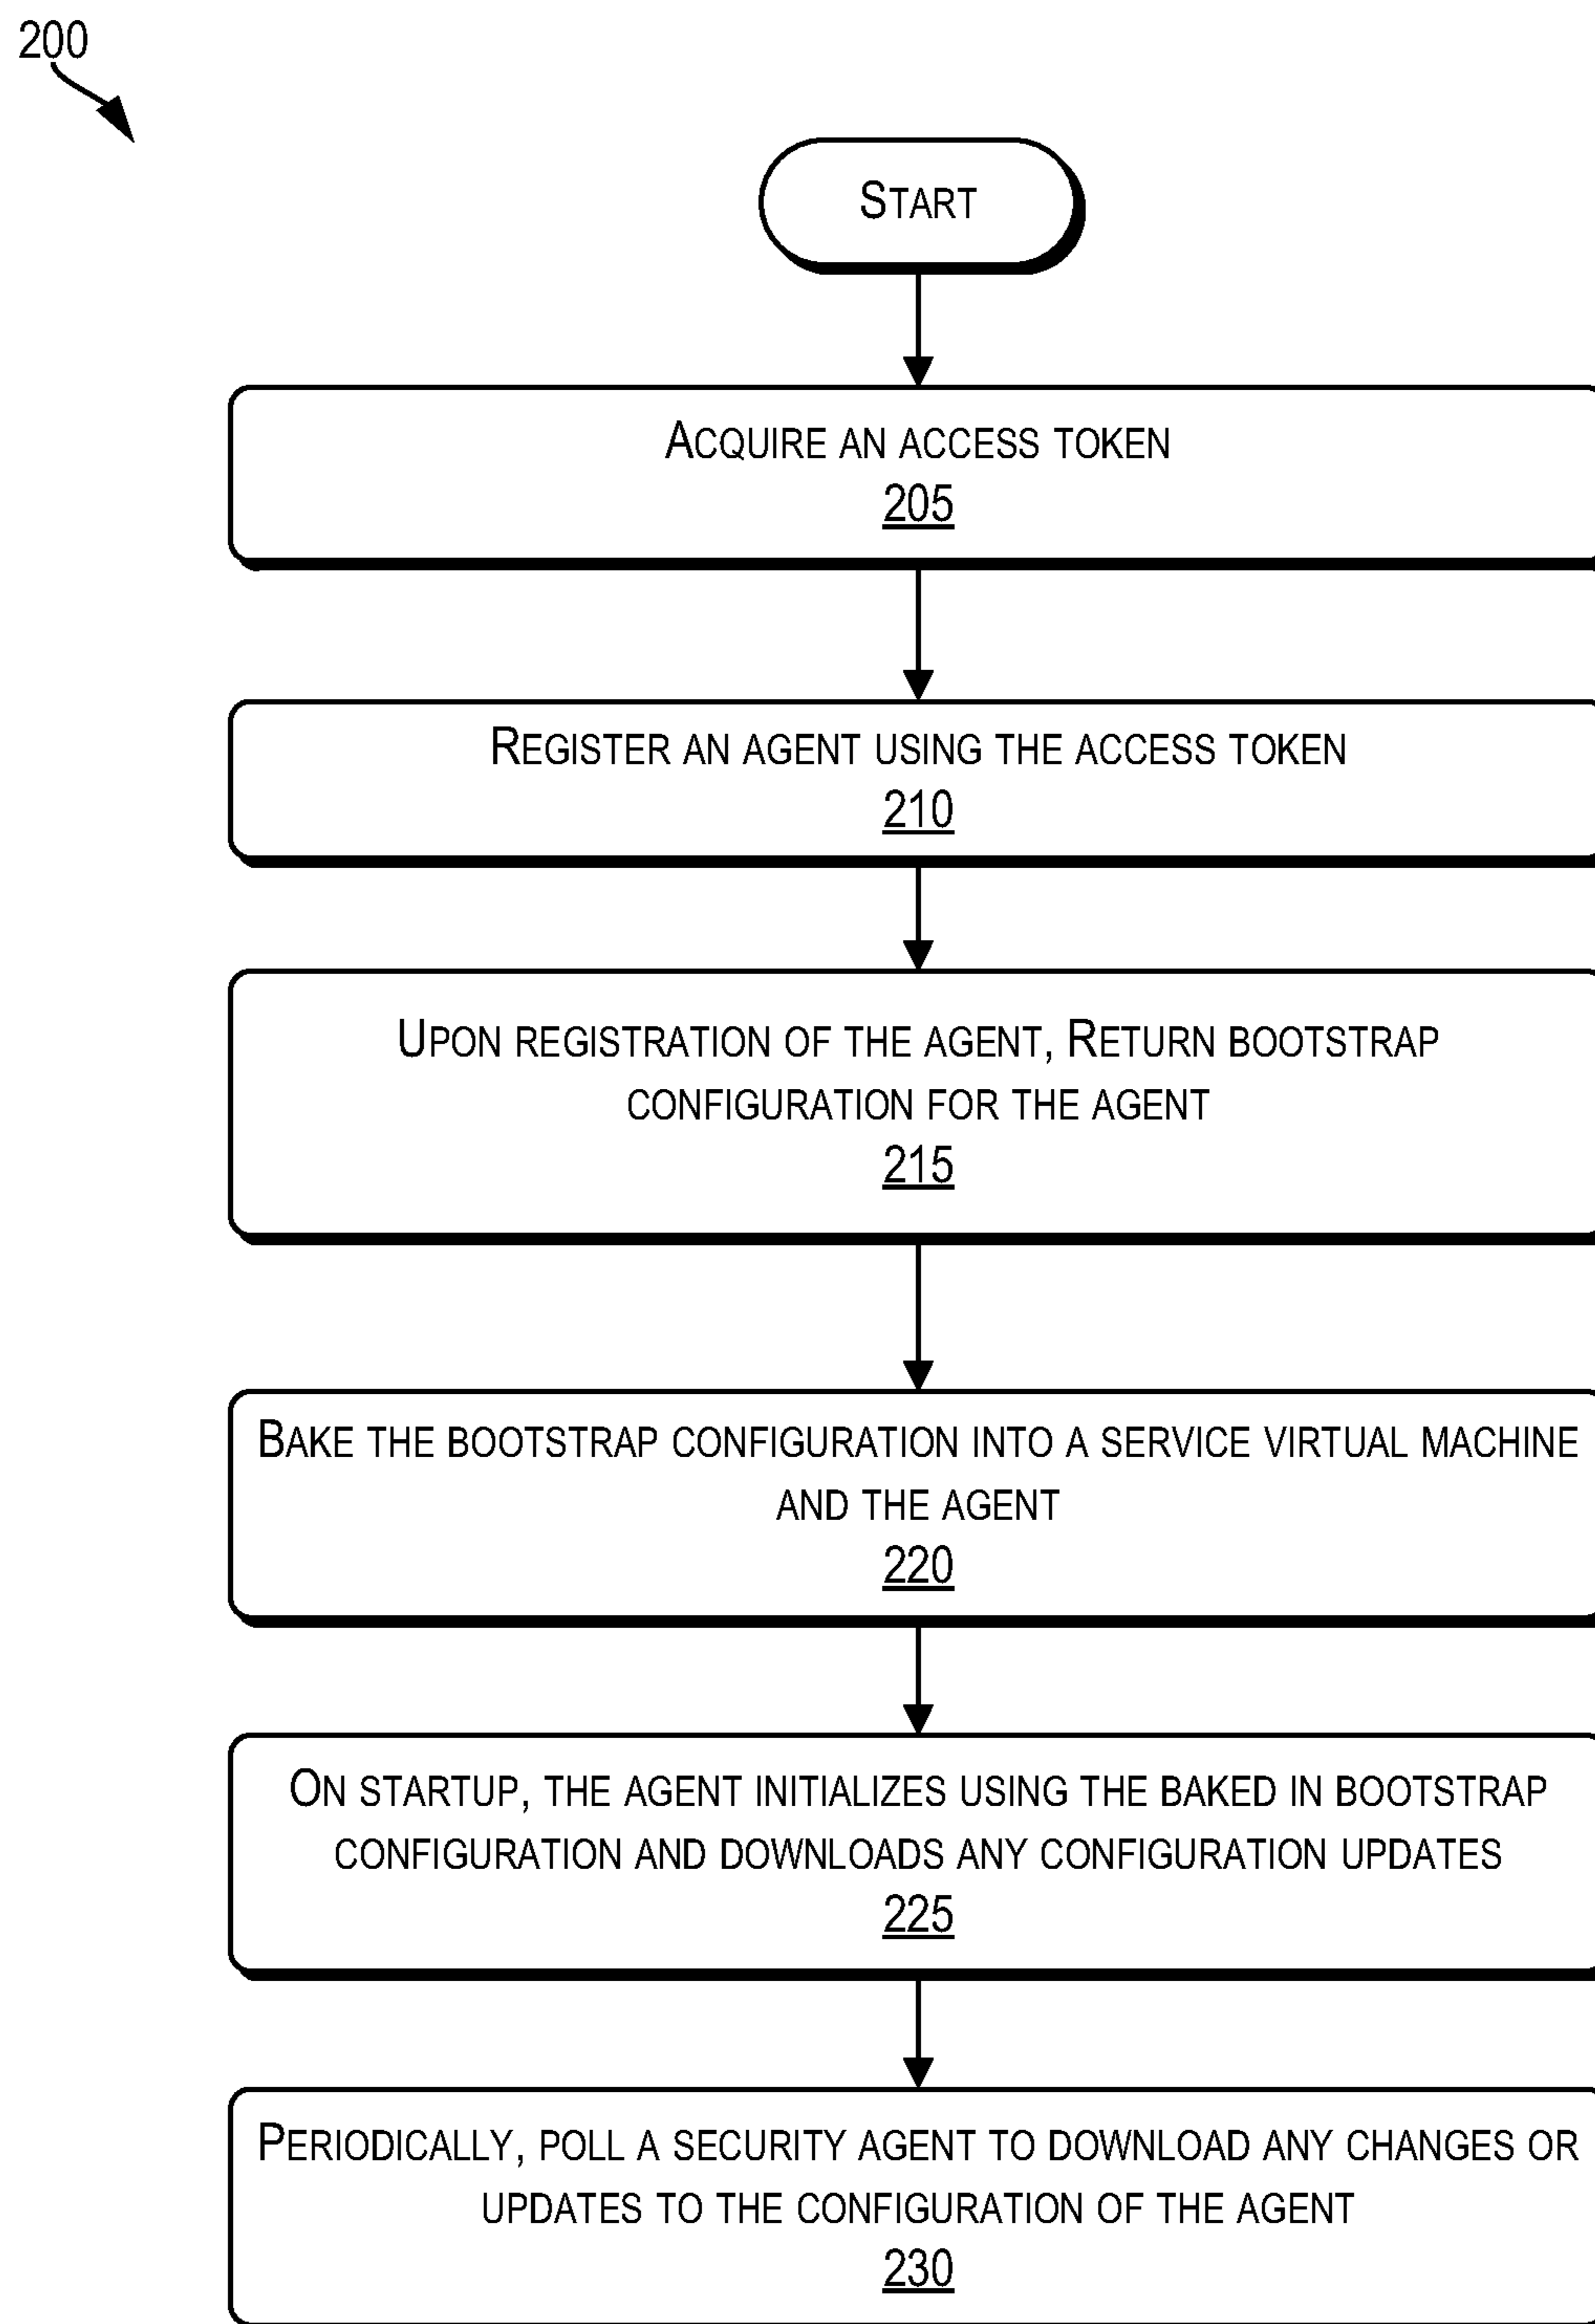 200
START
ACQUIRE AN ACCESS TOKEN
205
REGISTER AN AGENT USING THE ACCESS TOKEN
210
UPON REGISTRATION OF THE AGENT, RETURN BOOTSTRAP
CONFIGURATION FOR THE AGENT
215
BAKE THE BOOTSTRAP CONFIGURATION INTO A SERVICE VIRTUAL MACHINE
AND THE AGENT
220
ON STARTUP, THE AGENT INITIALIZES USING THE BAKED IN BOOTSTRAP
CONFIGURATION AND DOWNLOADS ANY CONFIGURATION UPDATES
225
PERIODICALLY, POLL A SECURITY AGENT TO DOWNLOAD ANY CHANGES OR
UPDATES TO THE CONFIGURATION OF THE AGENT
230